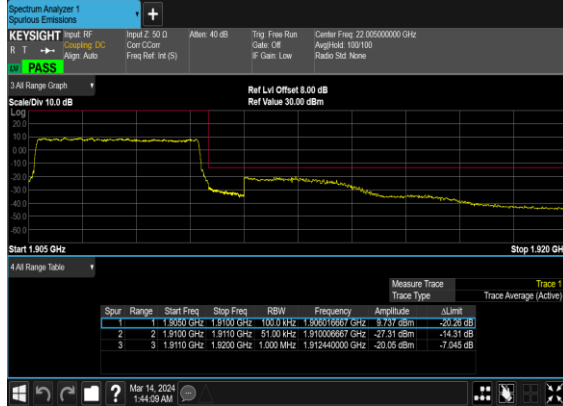 Spectrum Analyzer 1
Spurious Emissions
+
KEYSIGHT Input: RF Input Z: 50 Ω Atten: 40 dB Trig: Free Run Center Freq: 22.005000000 GHz
R T Coupling: DC Corr CCorr Gate: Off Avg|Hold: 100/100
Align: Auto Freq Ref: Int (S) IF Gain: Low Radio Std: None
PASS
3 All Range Graph Ref Lvl Offset 8.00 dB
Scale/Div 10.0 dB Ref Value 30.00 dBm
Log
20.0
10.0
0.00
-10.0
-20.0
-30.0
-40.0
-50.0
-60.0
Start 1.905 GHz Stop 1.920 GH
4 All Range Table
Measure Trace Trace 1
Trace Type Trace Average (Active)
Spur Range Start Freq Stop Freq RBW Frequency Amplitude ΔLimit
1 1 1.9050 GHz 1.9100 GHz 100.0 kHz 1.906016667 GHz 9.737 dBm -20.26 dB
2 2 1.9100 GHz 1.9110 GHz 51.00 kHz 1.910006667 GHz -27.31 dBm -14.31 dB
3 3 1.9110 GHz 1.9200 GHz 1.000 MHz 1.912440000 GHz -20.05 dBm -7.045 dB
? Mar 14, 2024
1:44:09 AM